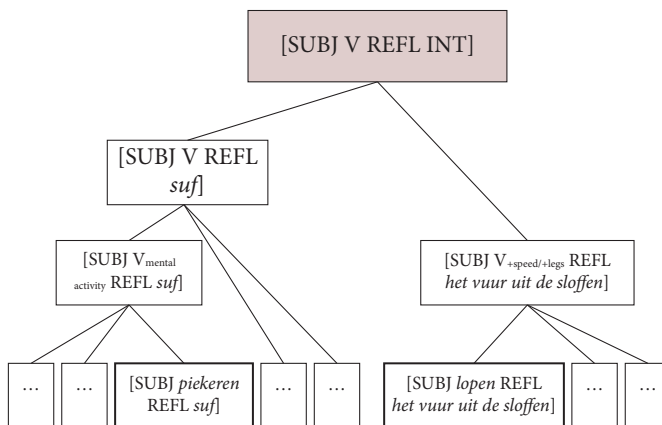 [SUBJ V REFL INT]
[SUBJ V REFL
suf]
[SUBJ Vmental
activity REFL suf]
[SUBJ V+speed/+legs REFL
het vuur uit de sloffen]
…
…
[SUBJ piekeren
REFL suf]
…
…
[SUBJ lopen REFL
het vuur uit de sloffen]
…
…